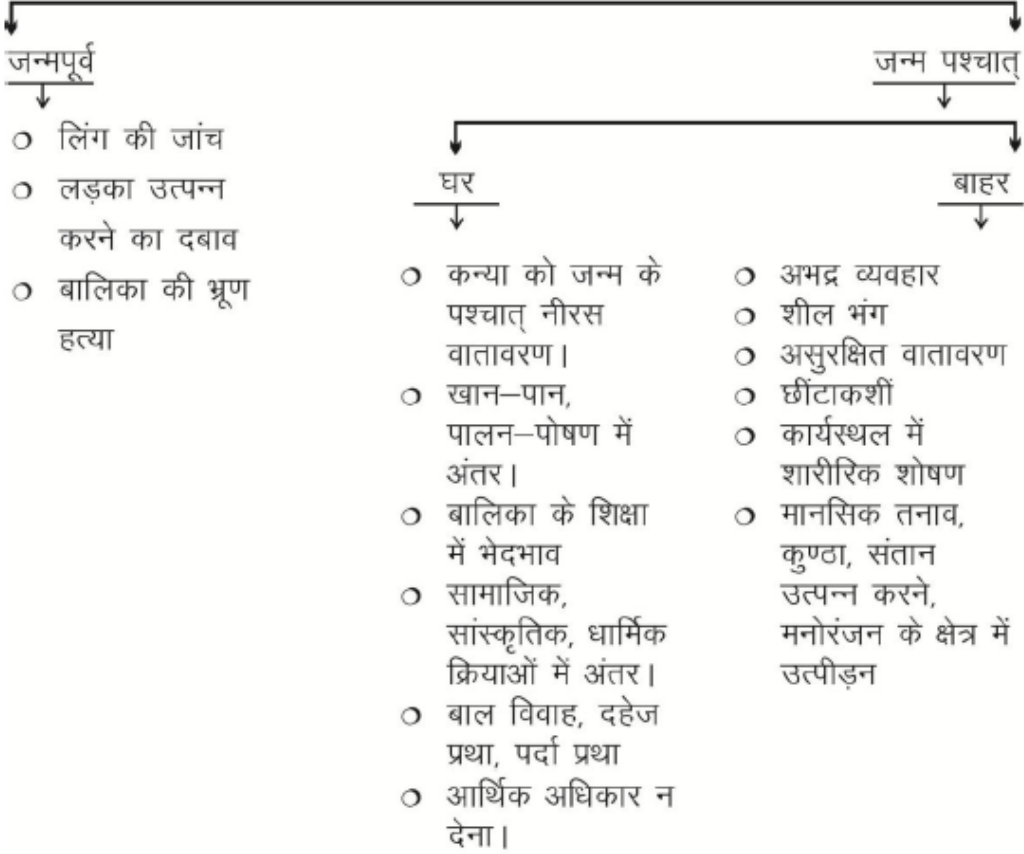 जन्मपूर्व
जन्म पश्चात्
लिंग की जांच
लड़का उत्पन्न
करने का दबाव
बालिका की भ्रूण
हत्या
घर
कन्या को जन्म के
पश्चात् नीरस
वातावरण।
खान–पान,
पालन–पोषण में
अंतर।
बालिका के शिक्षा
में भेदभाव
सामाजिक,
सांस्कृतिक, धार्मिक
क्रियाओं में अंतर।
बाल विवाह, दहेज
प्रथा, पर्दा प्रथा
आर्थिक अधिकार न
देना।
बाहर
अभद्र व्यवहार
शील भंग
असुरक्षित वातावरण
छींटाकशीं
कार्यस्थल में
शारीरिक शोषण
मानसिक तनाव,
कुण्ठा, संतान
उत्पन्न करने,
मनोरंजन के क्षेत्र में
उत्पीड़न